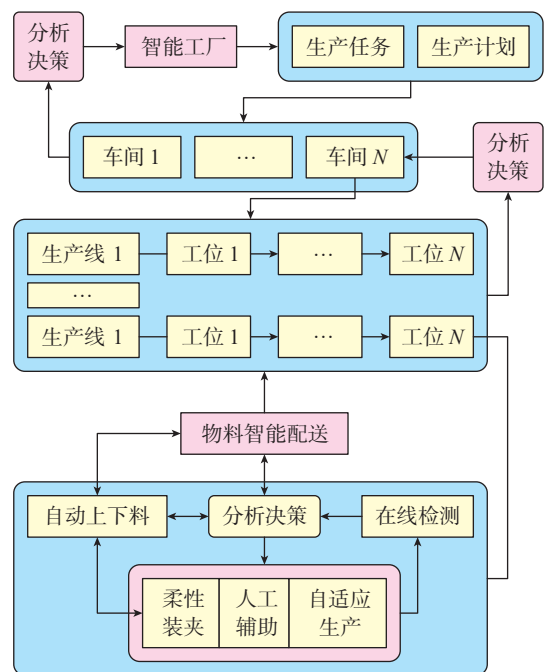 分析
决策
智能工厂
生产任务
生产计划
车间 1
…
车间 N
分析
决策
生产线 1
工位 1
…
工位 N
…
生产线 1
工位 1
…
工位 N
物料智能配送
自动上下料
分析决策
在线检测
柔性
装夹
人工
辅助
自适应
生产